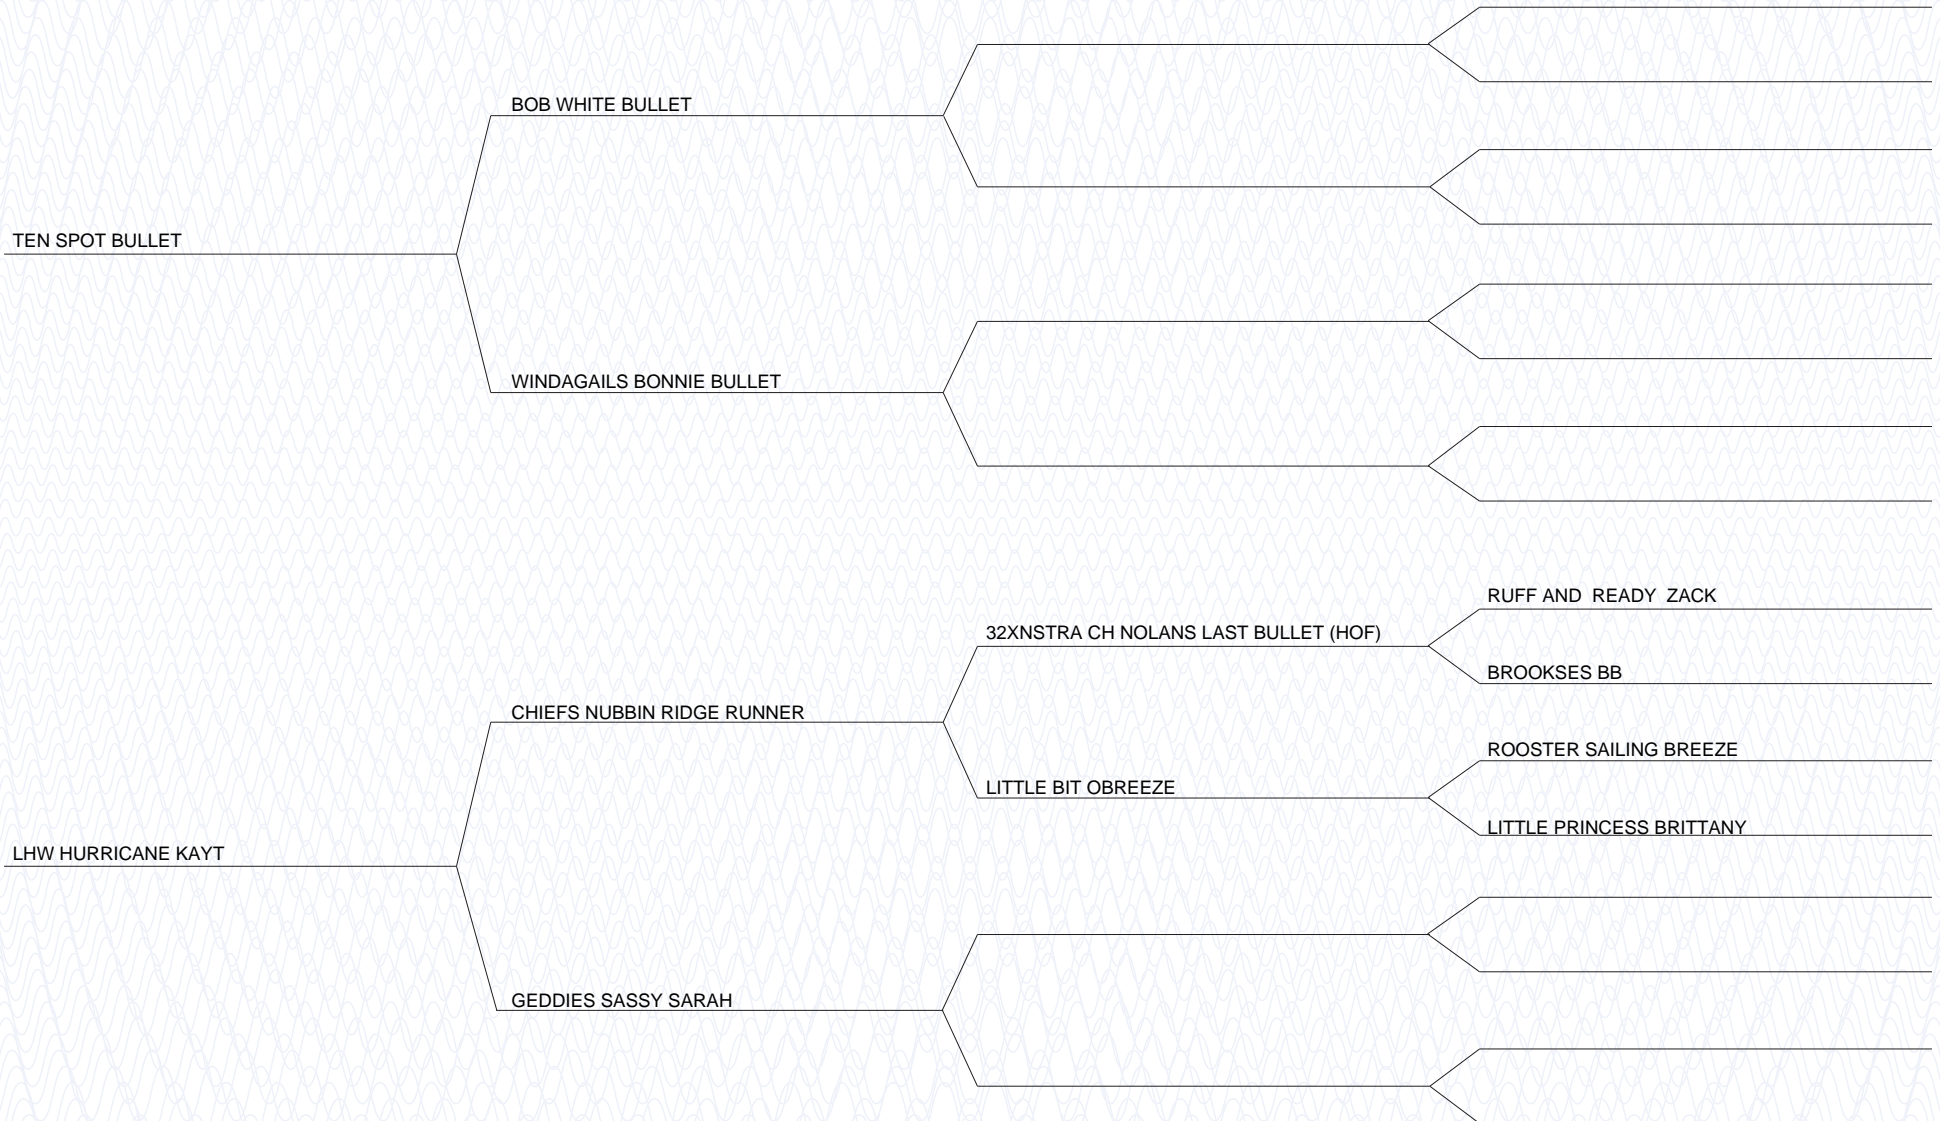 BOB WHITE BULLET
TEN SPOT BULLET
WINDAGAILS BONNIE BULLET
RUFF AND  READY  ZACK
32XNSTRA CH NOLANS LAST BULLET (HOF)
BROOKSES BB
CHIEFS NUBBIN RIDGE RUNNER
ROOSTER SAILING BREEZE
LITTLE BIT OBREEZE
LITTLE PRINCESS BRITTANY
LHW HURRICANE KAYT
GEDDIES SASSY SARAH